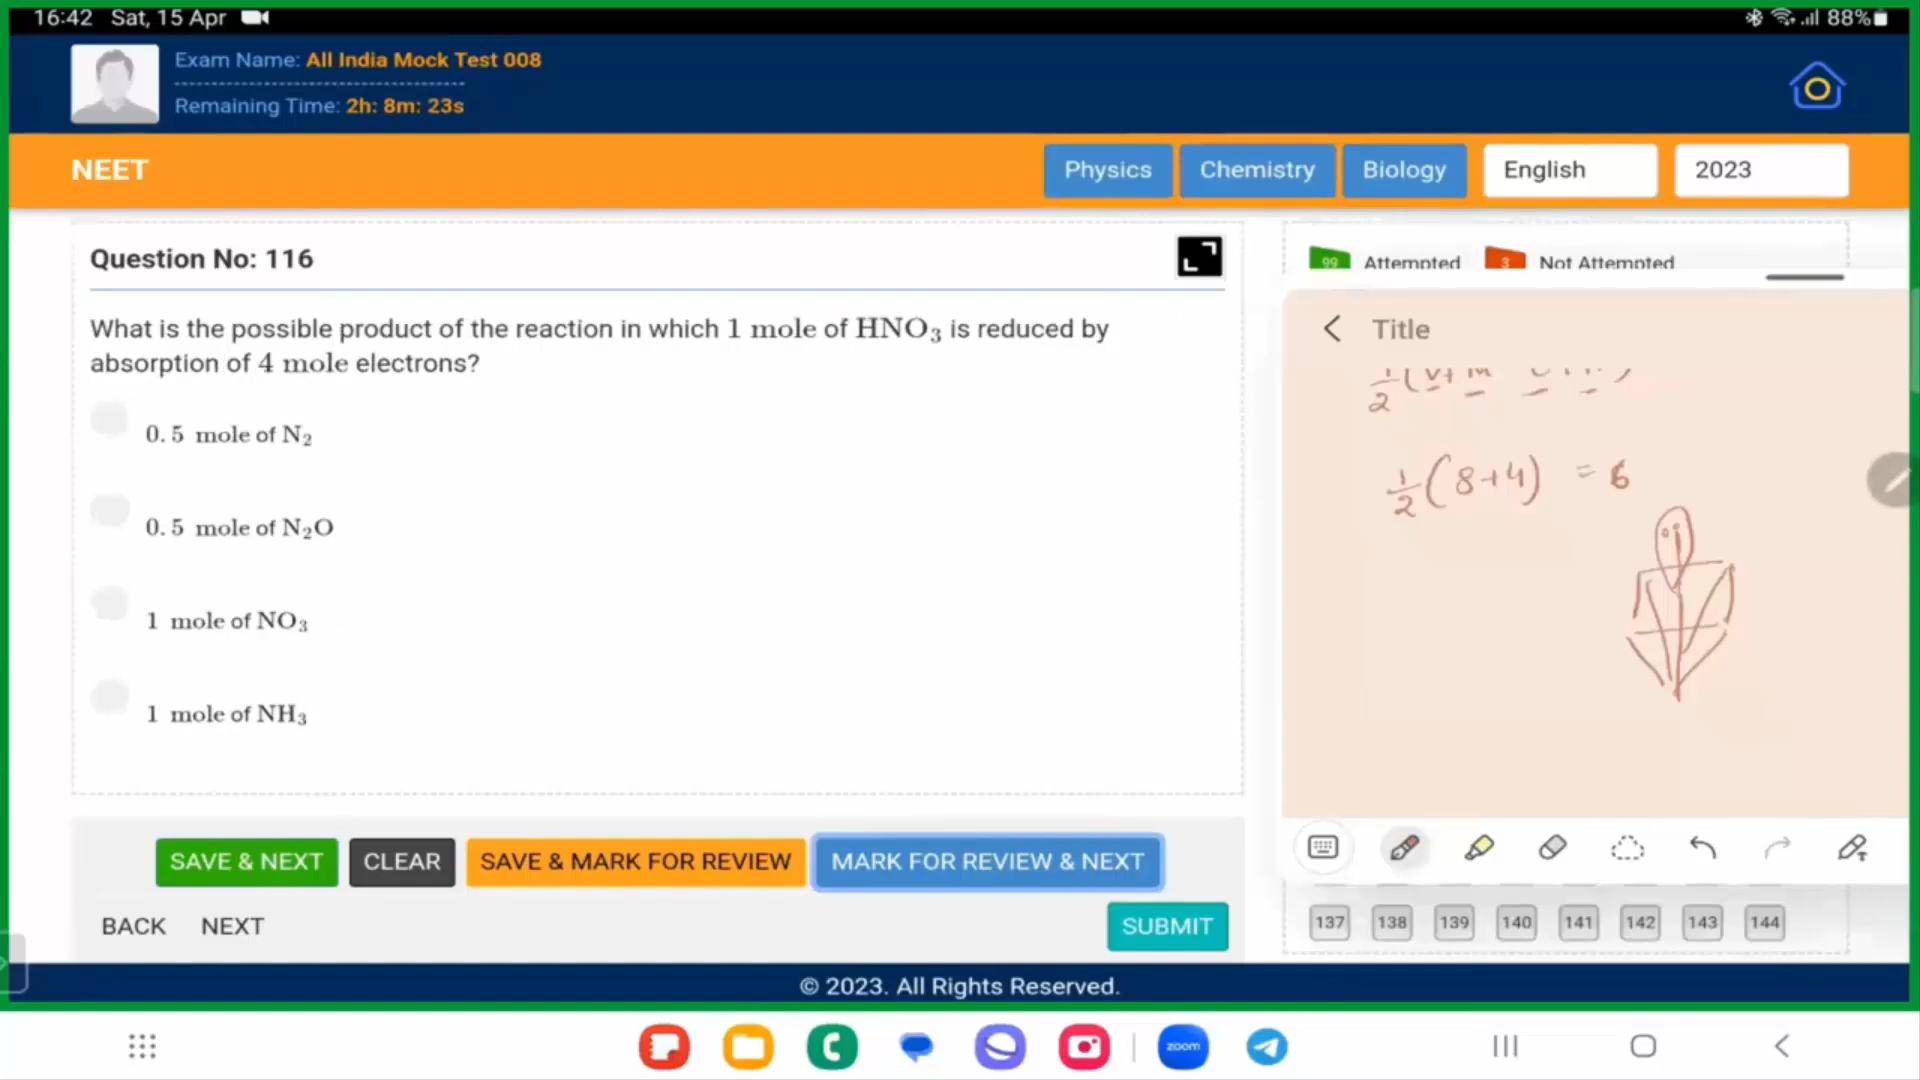 16:42 Sat, 15 Apr 88%
Exam Name: All India Mock Test 008
Remaining Time: 2h: 8m: 23s
NEET Physics Chemistry Biology English 2023
Question No: 116
99 Attempted 3 Not Attempted
What is the possible product of the reaction in which 1 mole of HNO₃ is reduced by
absorption of 4 mole electrons?
0.5 mole of N₂
0.5 mole of N₂O
1 mole of NO₃
1 mole of NH₃
Title
1/2 (8+4) = 6
SAVE & NEXT CLEAR SAVE & MARK FOR REVIEW MARK FOR REVIEW & NEXT
BACK NEXT SUBMIT
137 138 139 140 141 142 143 144
© 2023. All Rights Reserved.
zoom